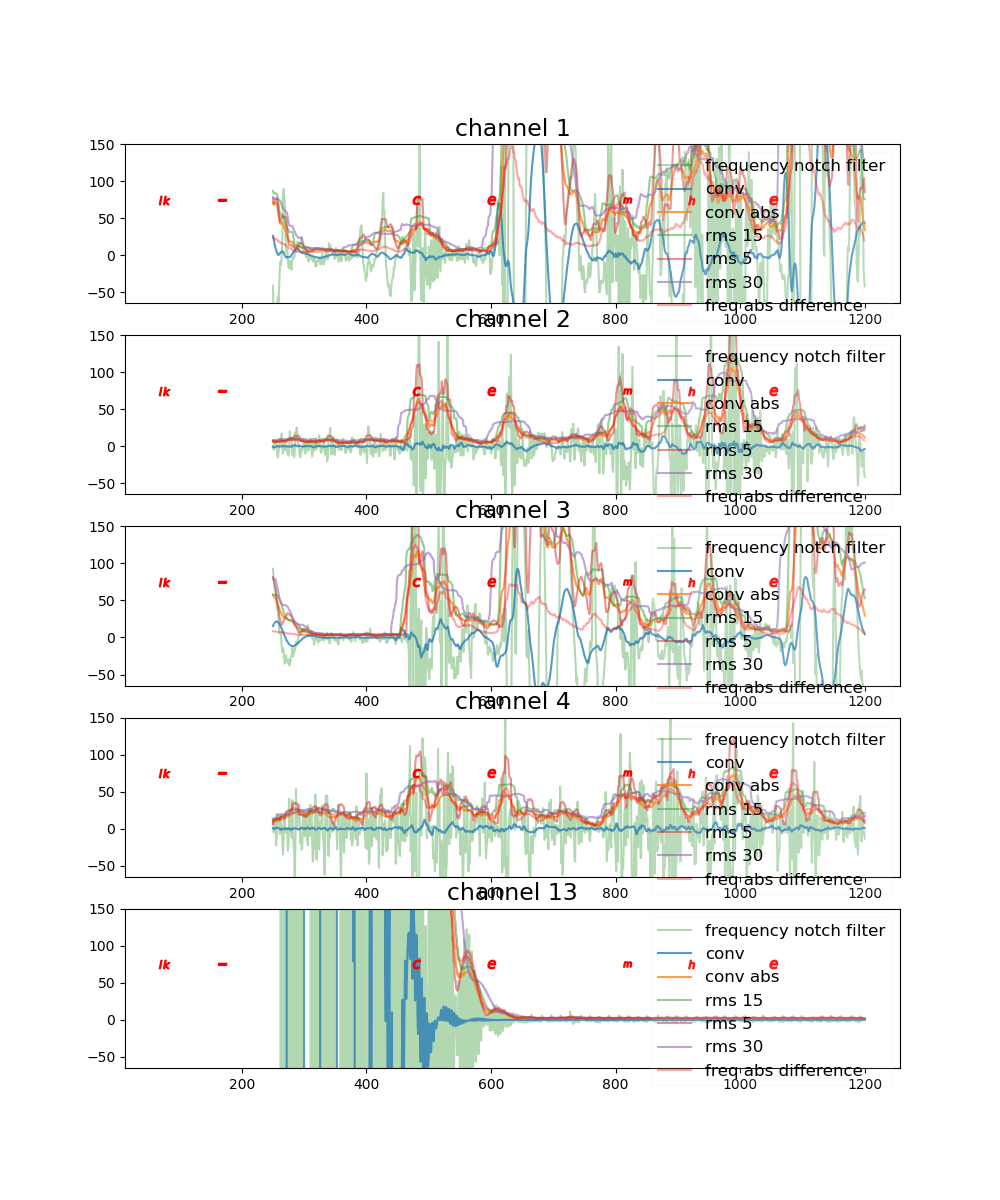 channel 1
150
100
50
0
−50
lk – c e m h e
frequency notch filter
conv
conv abs
rms 15
rms 5
rms 30
freq abs difference
200 400 600 800 1000 1200
channel 2
150
100
50
0
−50
lk – c e m h e
frequency notch filter
conv
conv abs
rms 15
rms 5
rms 30
freq abs difference
200 400 600 800 1000 1200
channel 3
150
100
50
0
−50
lk – c e m h e
frequency notch filter
conv
conv abs
rms 15
rms 5
rms 30
freq abs difference
200 400 600 800 1000 1200
channel 4
150
100
50
0
−50
lk – c e m h e
frequency notch filter
conv
conv abs
rms 15
rms 5
rms 30
freq abs difference
200 400 600 800 1000 1200
channel 13
150
100
50
0
−50
lk – c e m h e
frequency notch filter
conv
conv abs
rms 15
rms 5
rms 30
freq abs difference
200 400 600 800 1000 1200